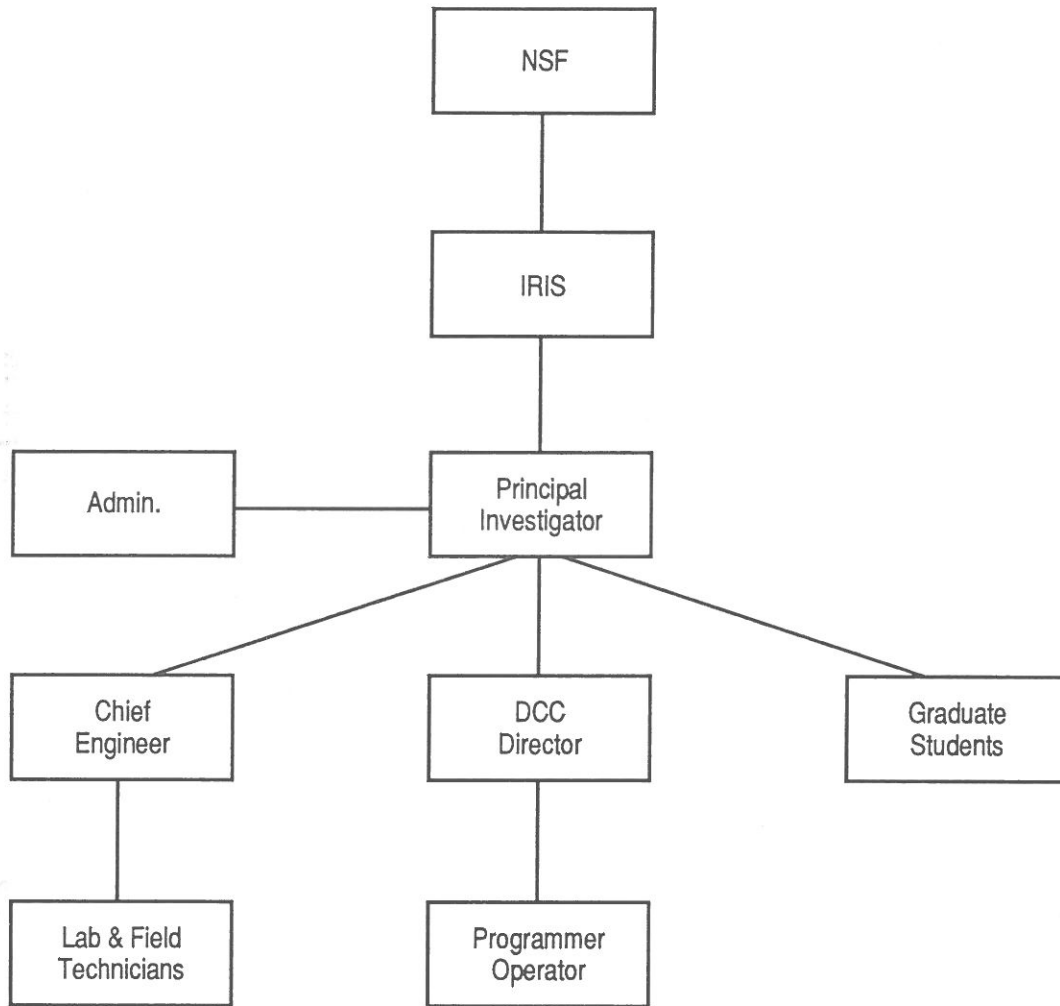 NSF
IRIS
Admin.
Principal
Investigator
Chief
Engineer
DCC
Director
Graduate
Students
Lab & Field
Technicians
Programmer
Operator